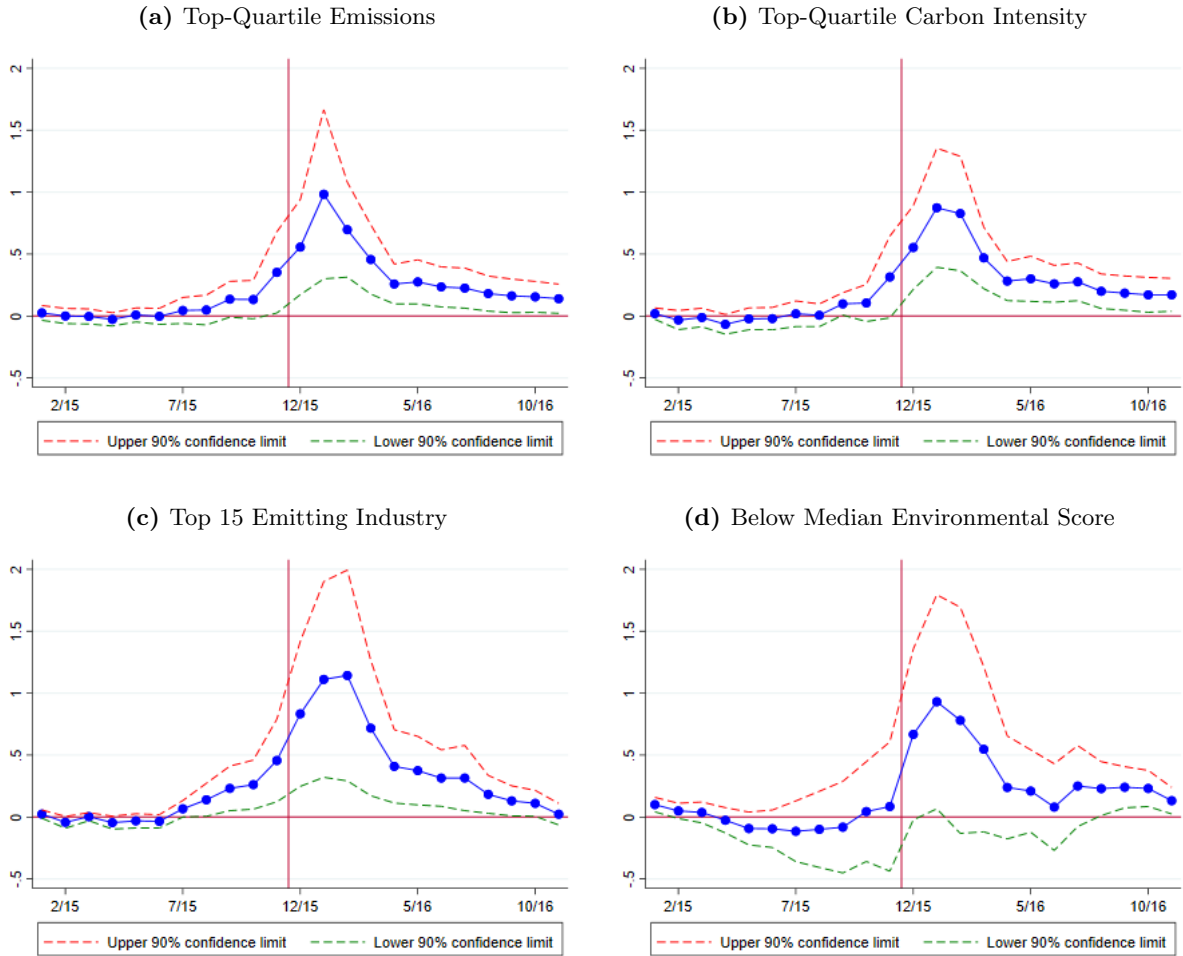 (a) Top-Quartile Emissions
2
1.5
1
.5
0
-.5
2/15 7/15 12/15 5/16 10/16
Upper 90% confidence limit Lower 90% confidence limit
(b) Top-Quartile Carbon Intensity
2
1.5
1
.5
0
-.5
2/15 7/15 12/15 5/16 10/16
Upper 90% confidence limit Lower 90% confidence limit
(c) Top 15 Emitting Industry
2
1.5
1
.5
0
-.5
2/15 7/15 12/15 5/16 10/16
Upper 90% confidence limit Lower 90% confidence limit
(d) Below Median Environmental Score
2
1.5
1
.5
0
-.5
2/15 7/15 12/15 5/16 10/16
Upper 90% confidence limit Lower 90% confidence limit